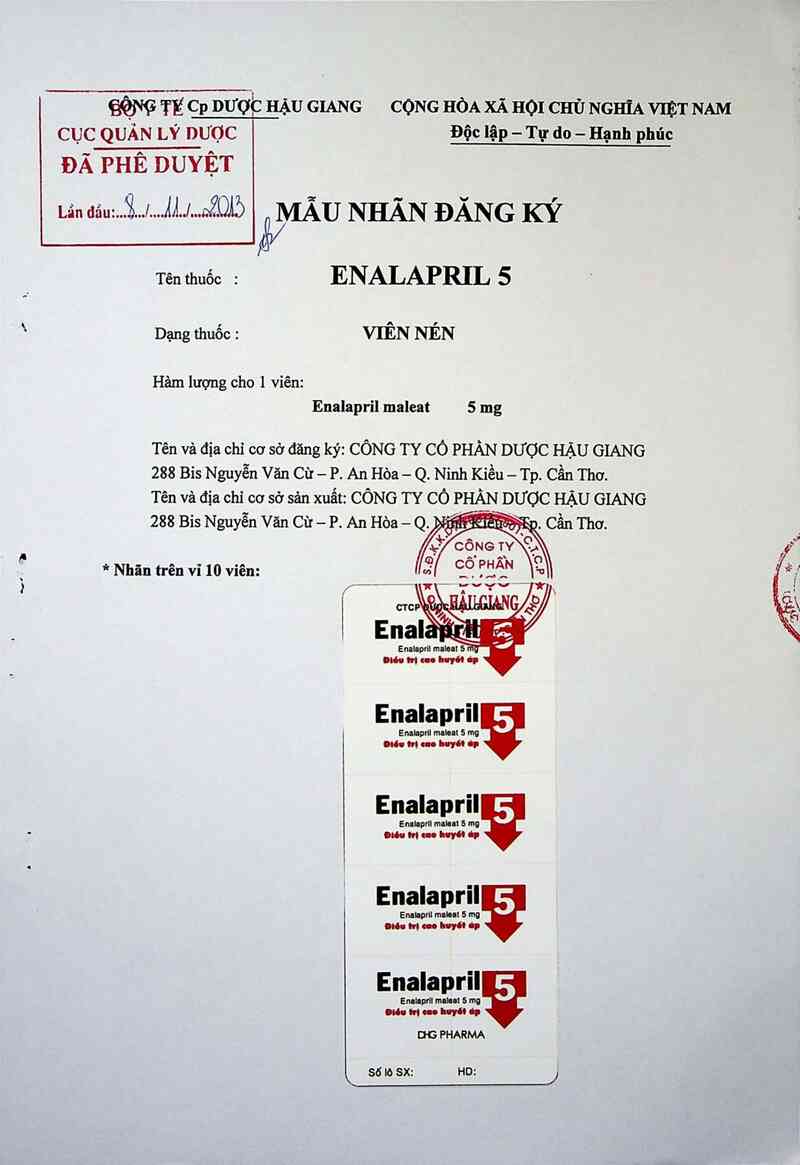 CÔNG TY Cp DƯỢC HẬU GIANG
CỘNG HÒA XÃ HỘI CHỦ NGHĨA VIỆT NAM
Độc lập – Tự do – Hạnh phúc
BỘ Y TẾ
CỤC QUẢN LÝ DƯỢC
ĐÃ PHÊ DUYỆT
Lần đầu:...8.../....11../....2013
MẪU NHÃN ĐĂNG KÝ
Tên thuốc : ENALAPRIL 5
Dạng thuốc : VIÊN NÉN
Hàm lượng cho 1 viên:
Enalapril maleat 5 mg
Tên và địa chỉ cơ sở đăng ký: CÔNG TY CỔ PHẦN DƯỢC HẬU GIANG
288 Bis Nguyễn Văn Cừ – P. An Hòa – Q. Ninh Kiều – Tp. Cần Thơ.
Tên và địa chỉ cơ sở sản xuất: CÔNG TY CỔ PHẦN DƯỢC HẬU GIANG
288 Bis Nguyễn Văn Cừ – P. An Hòa – Q. Ninh Kiều – Tp. Cần Thơ.
CÔNG TY
CỔ PHẦN
DƯỢC
HẬU GIANG
* Nhãn trên vỉ 10 viên:
CTCP DƯỢC HẬU GIANG
Enalapril 5
Enalapril maleat 5 mg
Điều trị cao huyết áp
Enalapril 5
Enalapril maleat 5 mg
Điều trị cao huyết áp
Enalapril 5
Enalapril maleat 5 mg
Điều trị cao huyết áp
Enalapril 5
Enalapril maleat 5 mg
Điều trị cao huyết áp
Enalapril 5
Enalapril maleat 5 mg
Điều trị cao huyết áp
DHG PHARMA
Số lô SX: HD: